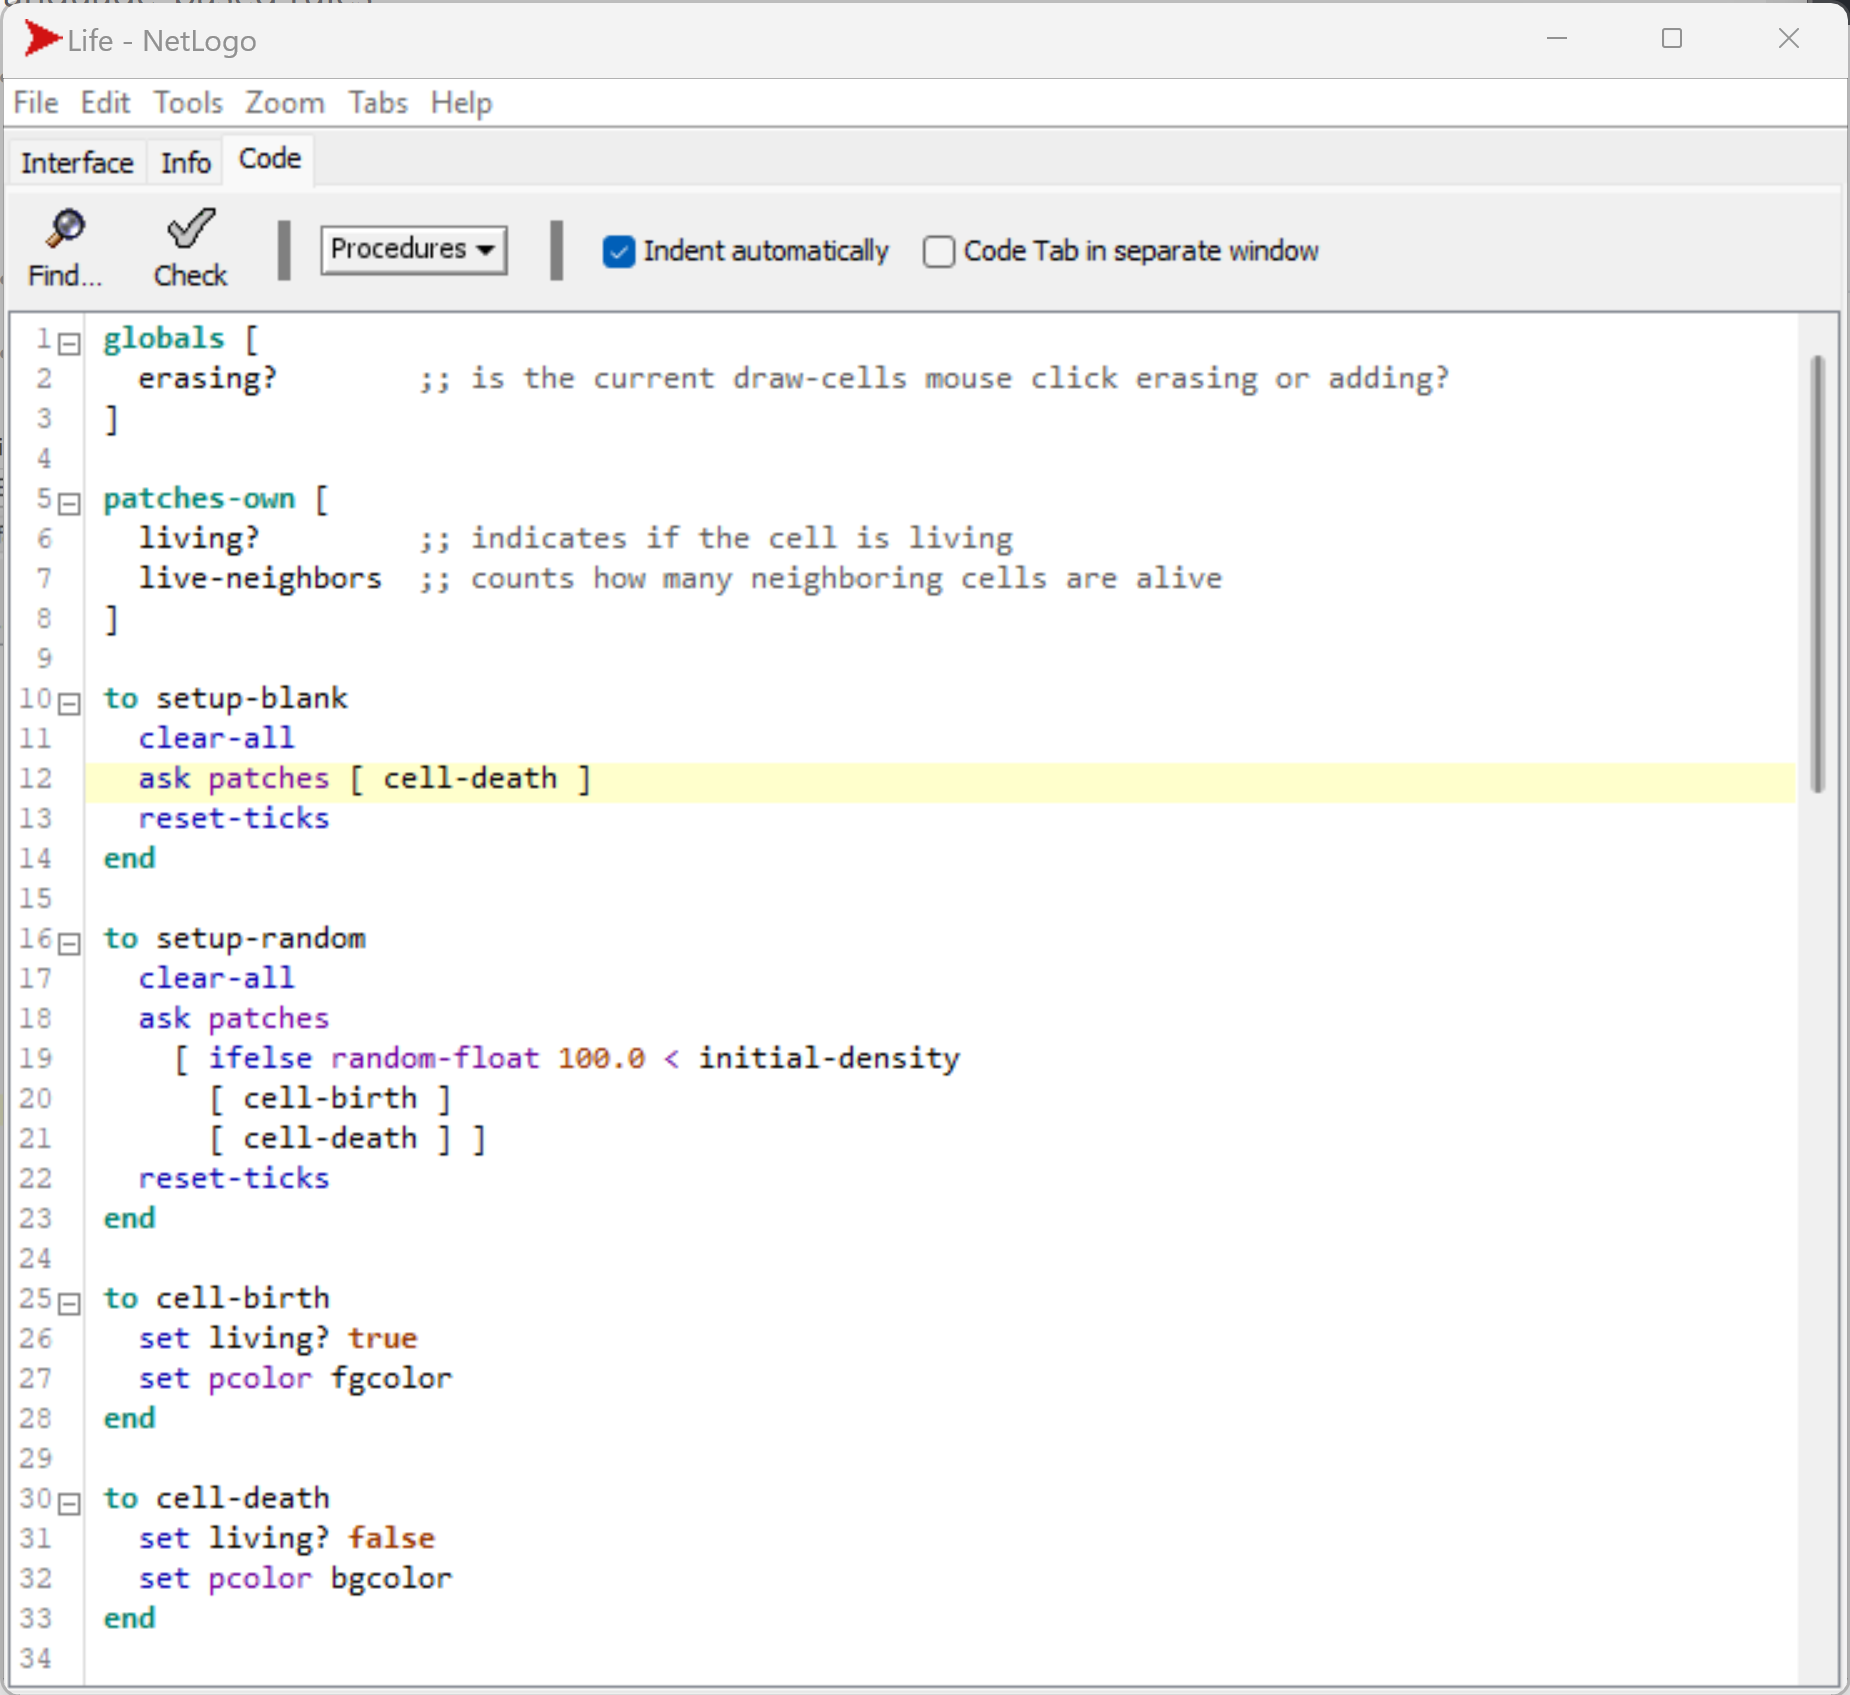 Life - NetLogo
File Edit Tools Zoom Tabs Help
Interface Info Code
Find... Check Procedures Indent automatically Code Tab in separate window
1 globals [
2   erasing?        ;; is the current draw-cells mouse click erasing or adding?
3 ]
4
5 patches-own [
6   living?         ;; indicates if the cell is living
7   live-neighbors  ;; counts how many neighboring cells are alive
8 ]
9
10 to setup-blank
11   clear-all
12   ask patches [ cell-death ]
13   reset-ticks
14 end
15
16 to setup-random
17   clear-all
18   ask patches
19     [ ifelse random-float 100.0 < initial-density
20       [ cell-birth ]
21       [ cell-death ] ]
22   reset-ticks
23 end
24
25 to cell-birth
26   set living? true
27   set pcolor fgcolor
28 end
29
30 to cell-death
31   set living? false
32   set pcolor bgcolor
33 end
34